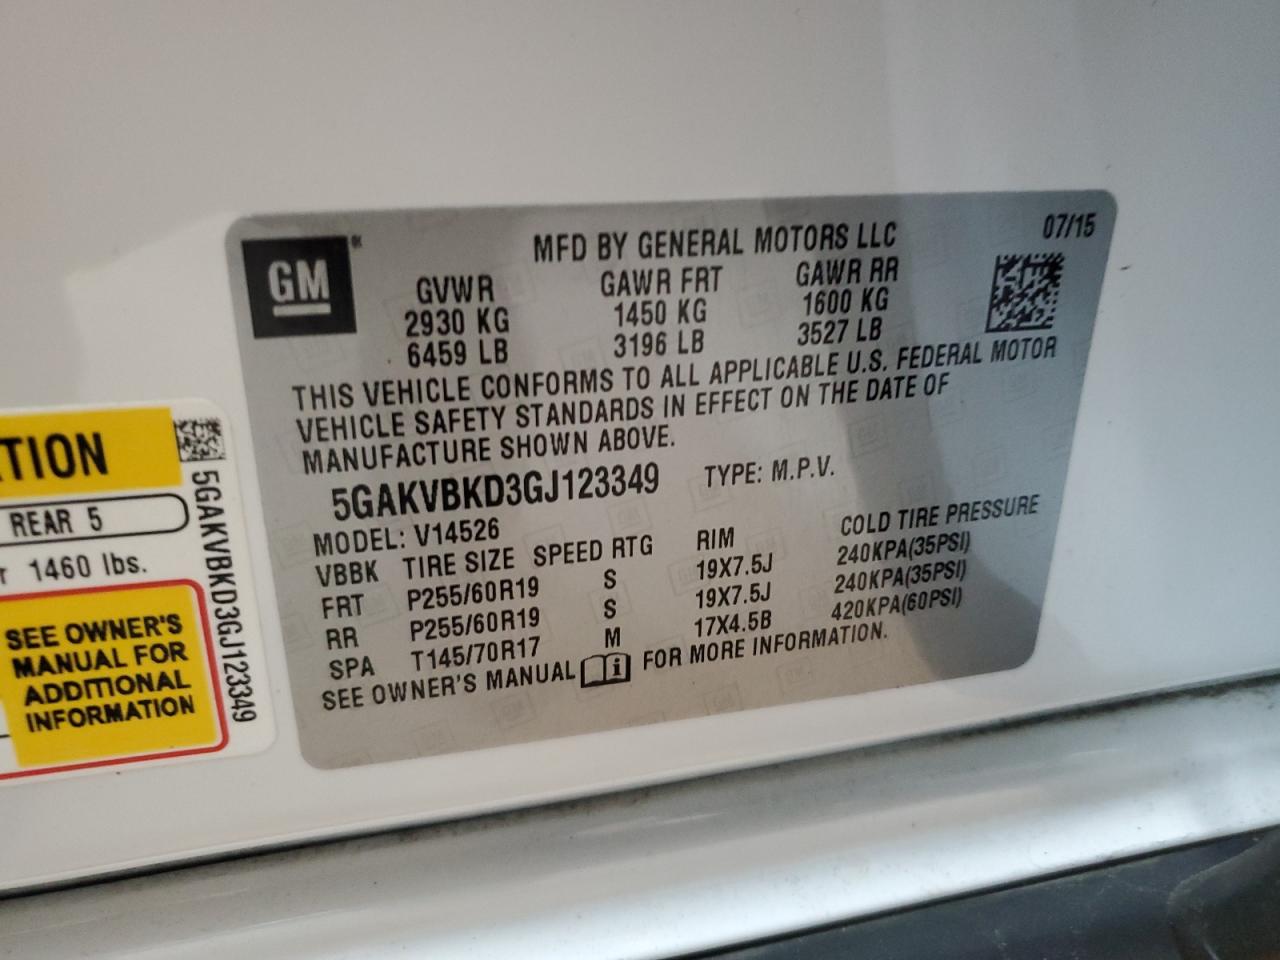 GM
MFD BY GENERAL MOTORS LLC
07/15
GVWR GAWR FRT GAWR RR
2930 KG 1450 KG 1600 KG
6459 LB 3196 LB 3527 LB
THIS VEHICLE CONFORMS TO ALL APPLICABLE U.S. FEDERAL MOTOR
VEHICLE SAFETY STANDARDS IN EFFECT ON THE DATE OF
MANUFACTURE SHOWN ABOVE.
5GAKVBKD3GJ123349 TYPE: M.P.V.
MODEL: V14526
VBBK TIRE SIZE SPEED RTG RIM COLD TIRE PRESSURE
FRT P255/60R19 S 19X7.5J 240KPA(35PSI)
RR P255/60R19 S 19X7.5J 240KPA(35PSI)
SPA T145/70R17 M 17X4.5B 420KPA(60PSI)
SEE OWNER'S MANUAL i FOR MORE INFORMATION.
TION
REAR 5
r 1460 lbs.
SEE OWNER'S
MANUAL FOR
ADDITIONAL
INFORMATION
5GAKVBKD3GJ123349